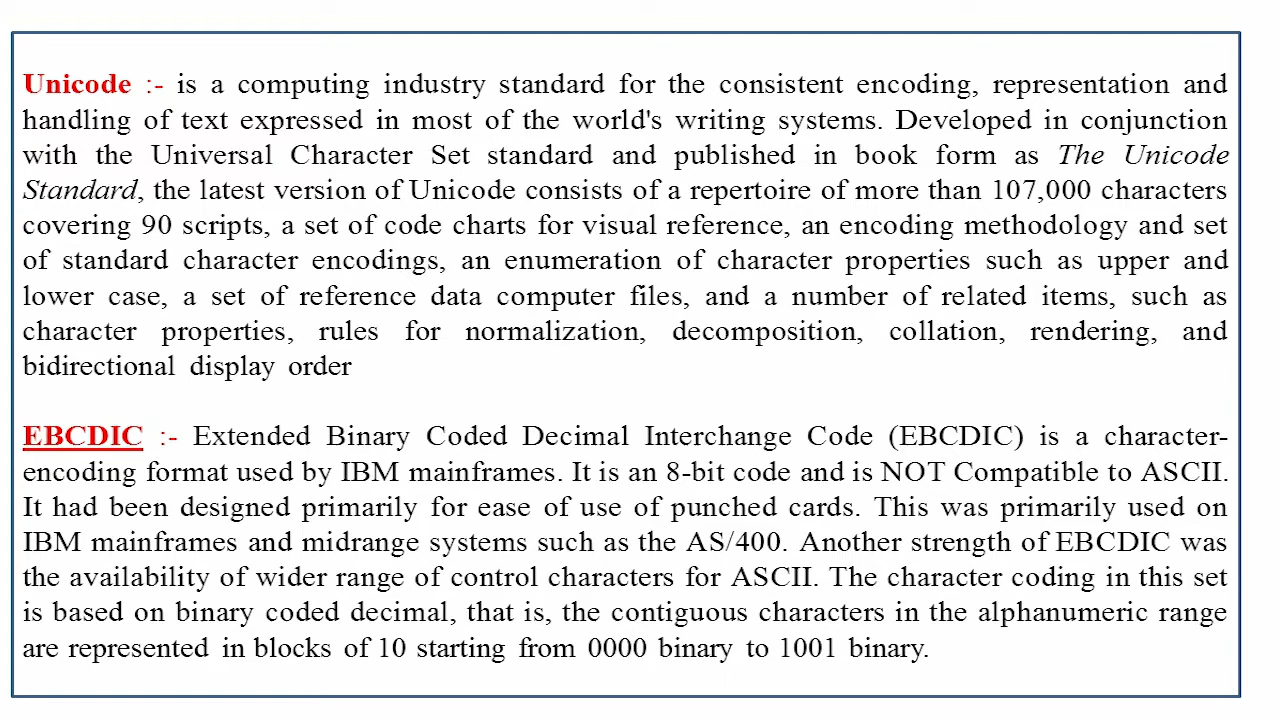 Unicode :- is a computing industry standard for the consistent encoding, representation and
handling of text expressed in most of the world's writing systems. Developed in conjunction
with the Universal Character Set standard and published in book form as The Unicode
Standard, the latest version of Unicode consists of a repertoire of more than 107,000 characters
covering 90 scripts, a set of code charts for visual reference, an encoding methodology and set
of standard character encodings, an enumeration of character properties such as upper and
lower case, a set of reference data computer files, and a number of related items, such as
character properties, rules for normalization, decomposition, collation, rendering, and
bidirectional display order
EBCDIC :- Extended Binary Coded Decimal Interchange Code (EBCDIC) is a character-
encoding format used by IBM mainframes. It is an 8-bit code and is NOT Compatible to ASCII.
It had been designed primarily for ease of use of punched cards. This was primarily used on
IBM mainframes and midrange systems such as the AS/400. Another strength of EBCDIC was
the availability of wider range of control characters for ASCII. The character coding in this set
is based on binary coded decimal, that is, the contiguous characters in the alphanumeric range
are represented in blocks of 10 starting from 0000 binary to 1001 binary.